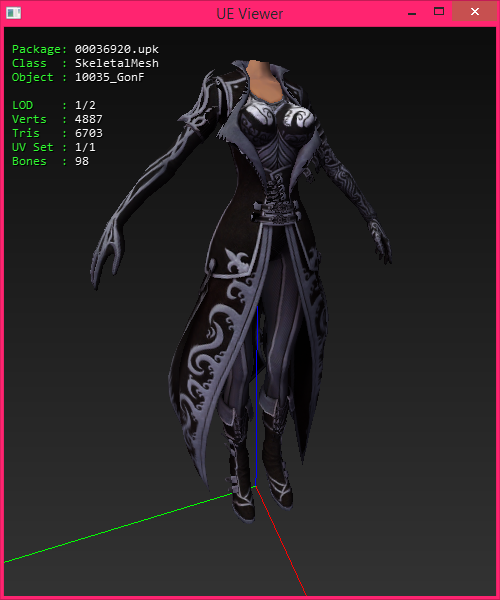 UE Viewer
Package: 00036920.upk
Class : SkeletalMesh
Object : 10035_GonF
LOD : 1/2
Verts : 4887
Tris : 6703
UV Set : 1/1
Bones : 98